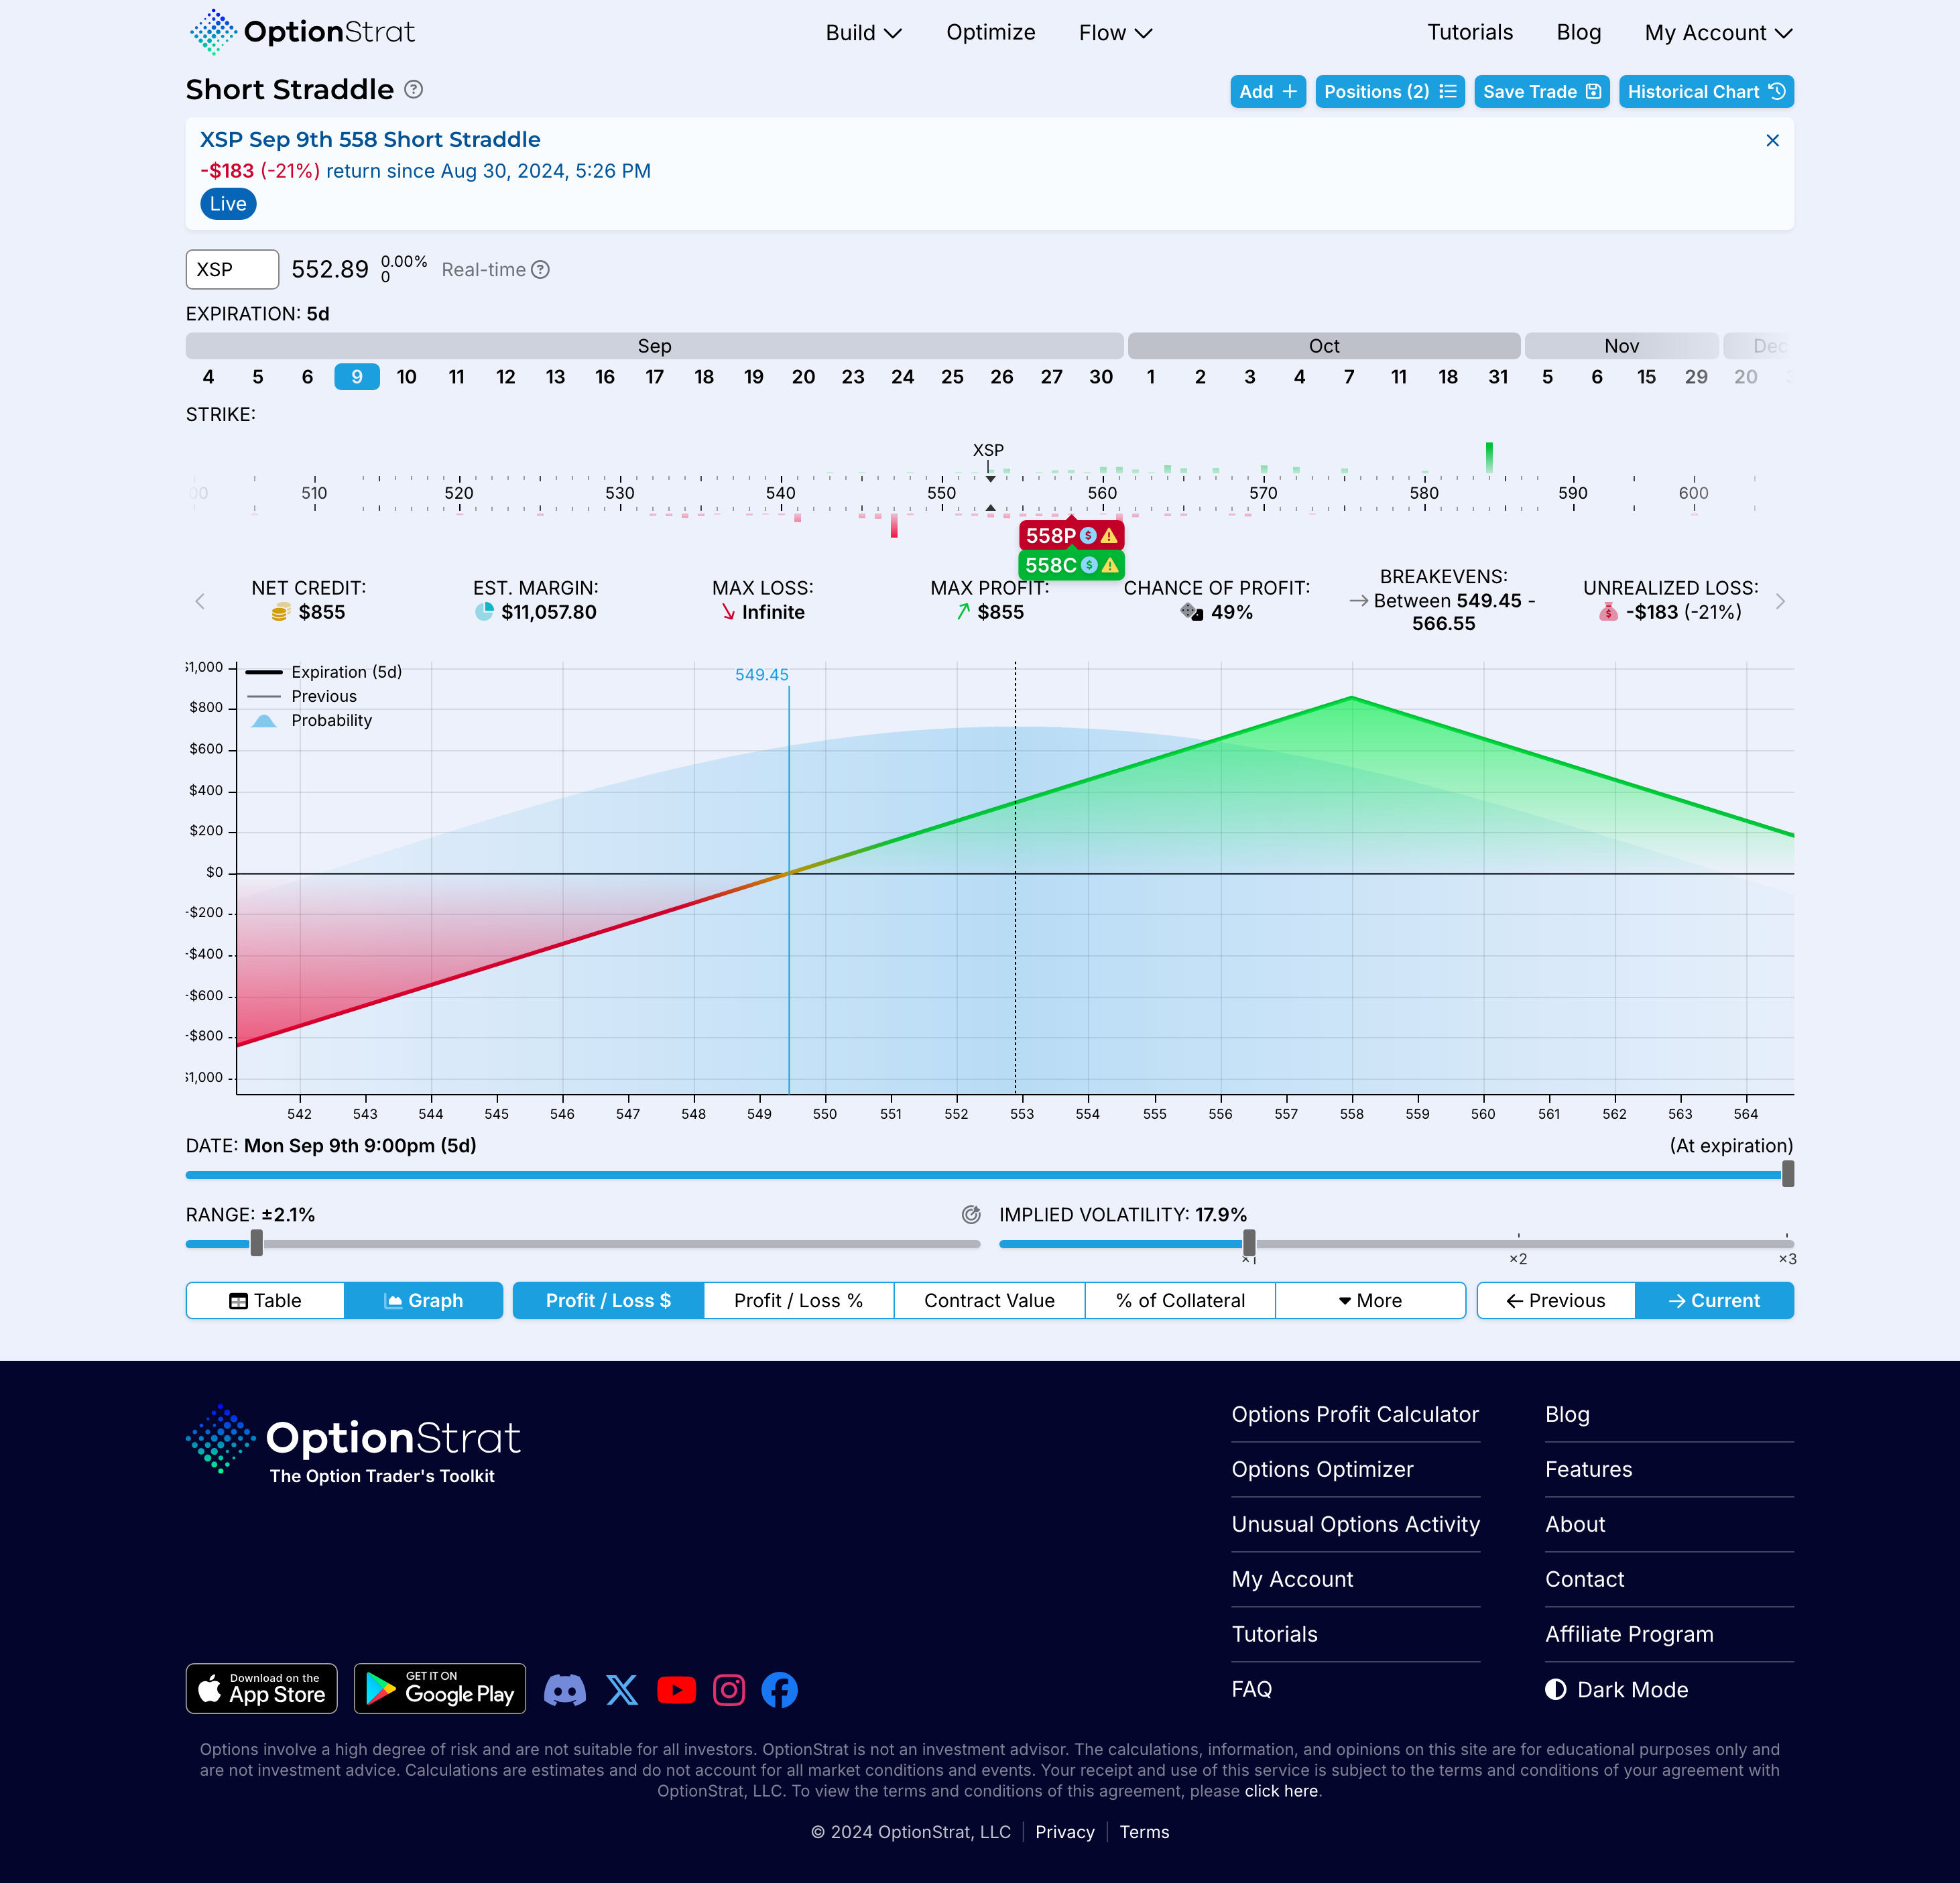 OptionStrat
Build Optimize Flow
Tutorials Blog My Account
Short Straddle ?
Add + Positions (2) Save Trade Historical Chart
XSP Sep 9th 558 Short Straddle
-$183 (-21%) return since Aug 30, 2024, 5:26 PM
Live
XSP 552.89 0.00% Real-time ?
0
EXPIRATION: 5d
Sep Oct Nov Dec
4 5 6 9 10 11 12 13 16 17 18 19 20 23 24 25 26 27 30 1 2 3 4 7 11 18 31 5 6 15 29 20
STRIKE:
XSP
00 510 520 530 540 550 560 570 580 590 600
558P $
558C $
NET CREDIT: EST. MARGIN: MAX LOSS: MAX PROFIT: CHANCE OF PROFIT: BREAKEVENS: UNREALIZED LOSS:
$855 $11,057.80 Infinite $855 49% → Between 549.45 - -$183 (-21%)
566.55
$1,000
$800
$600
$400
$200
$0
-$200
-$400
-$600
-$800
$1,000
Expiration (5d)
Previous
Probability
549.45
542 543 544 545 546 547 548 549 550 551 552 553 554 555 556 557 558 559 560 561 562 563 564
DATE: Mon Sep 9th 9:00pm (5d) (At expiration)
RANGE: ±2.1% IMPLIED VOLATILITY: 17.9%
×1 ×2 ×3
Table Graph Profit / Loss $ Profit / Loss % Contract Value % of Collateral More ← Previous → Current
OptionStrat
The Option Trader's Toolkit
Options Profit Calculator
Options Optimizer
Unusual Options Activity
My Account
Tutorials
FAQ
Blog
Features
About
Contact
Affiliate Program
Dark Mode
Download on the
App Store
GET IT ON
Google Play
Options involve a high degree of risk and are not suitable for all investors. OptionStrat is not an investment advisor. The calculations, information, and opinions on this site are for educational purposes only and
are not investment advice. Calculations are estimates and do not account for all market conditions and events. Your receipt and use of this service is subject to the terms and conditions of your agreement with
OptionStrat, LLC. To view the terms and conditions of this agreement, please click here.
© 2024 OptionStrat, LLC | Privacy | Terms